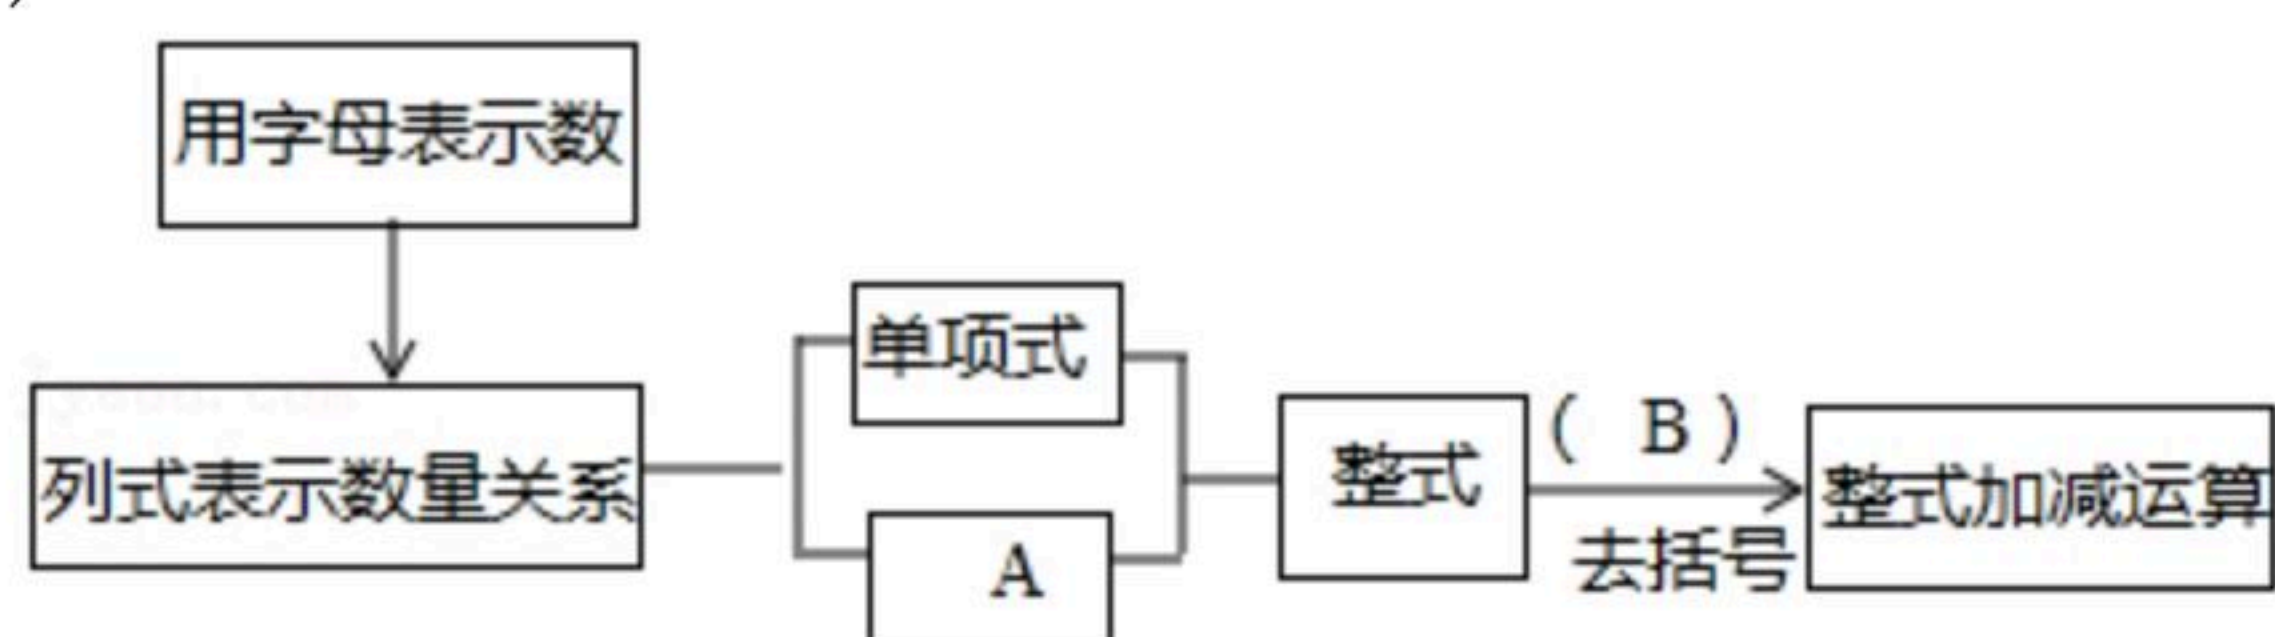 用字母表示数
列式表示数量关系
单项式
A
整式
( B )
去括号
整式加减运算